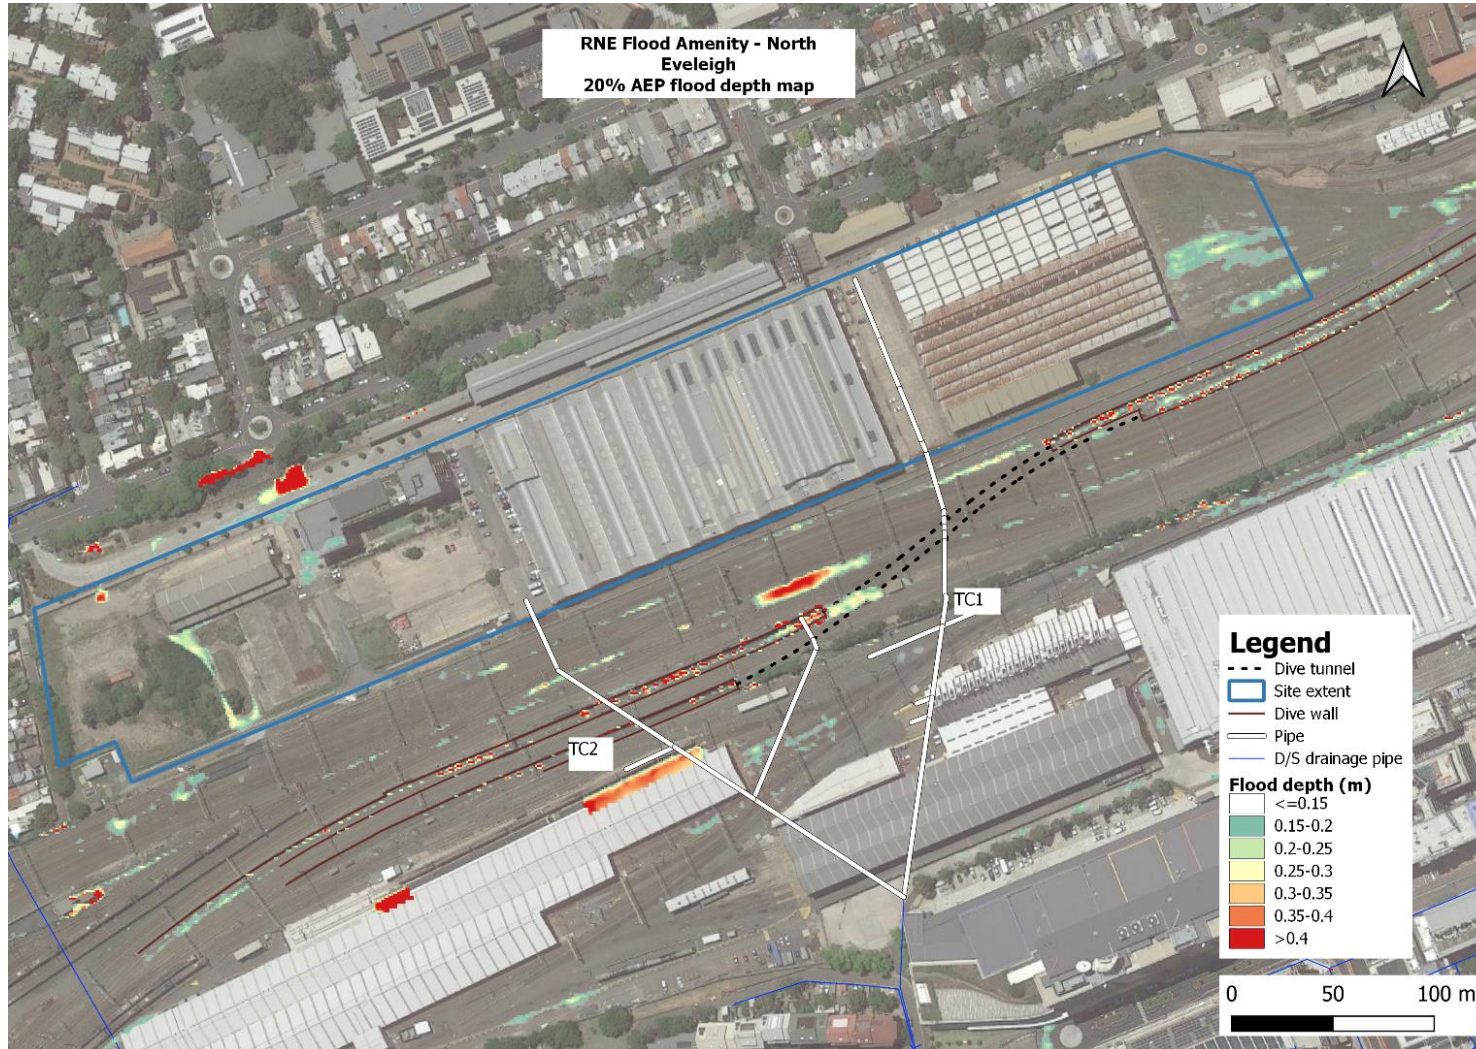 RNE Flood Amenity - North
Eveleigh
20% AEP flood depth map
TC1
TC2
Legend
Dive tunnel
Site extent
Dive wall
Pipe
D/S drainage pipe
Flood depth (m)
<=0.15
0.15-0.2
0.2-0.25
0.25-0.3
0.3-0.35
0.35-0.4
>0.4
0 50 100 m